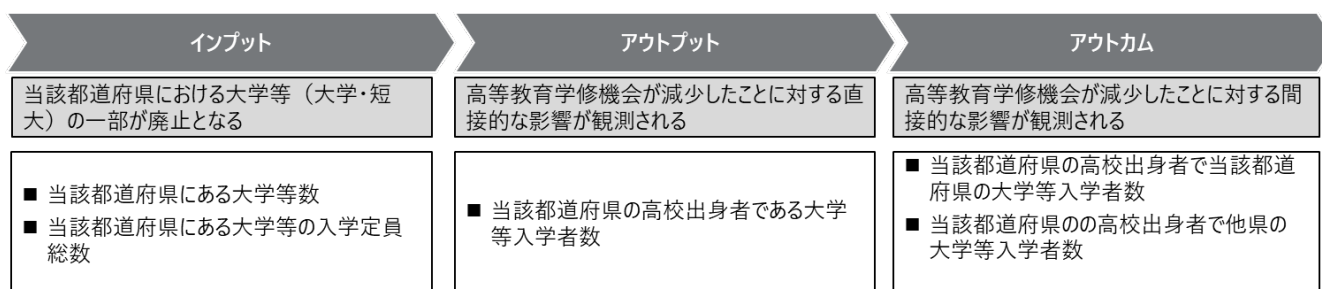 インプット
アウトプット
アウトカム
当該都道府県における大学等（大学・短
大）の一部が廃止となる
高等教育学修機会が減少したことに対する直
接的な影響が観測される
高等教育学修機会が減少したことに対する間
接的な影響が観測される
■ 当該都道府県にある大学等数
■ 当該都道府県にある大学等の入学定員
総数
■ 当該都道府県の高校出身者である大学
等入学者数
■ 当該都道府県の高校出身者で当該都道
府県の大学等入学者数
■ 当該都道府県のの高校出身者で他県の
大学等入学者数